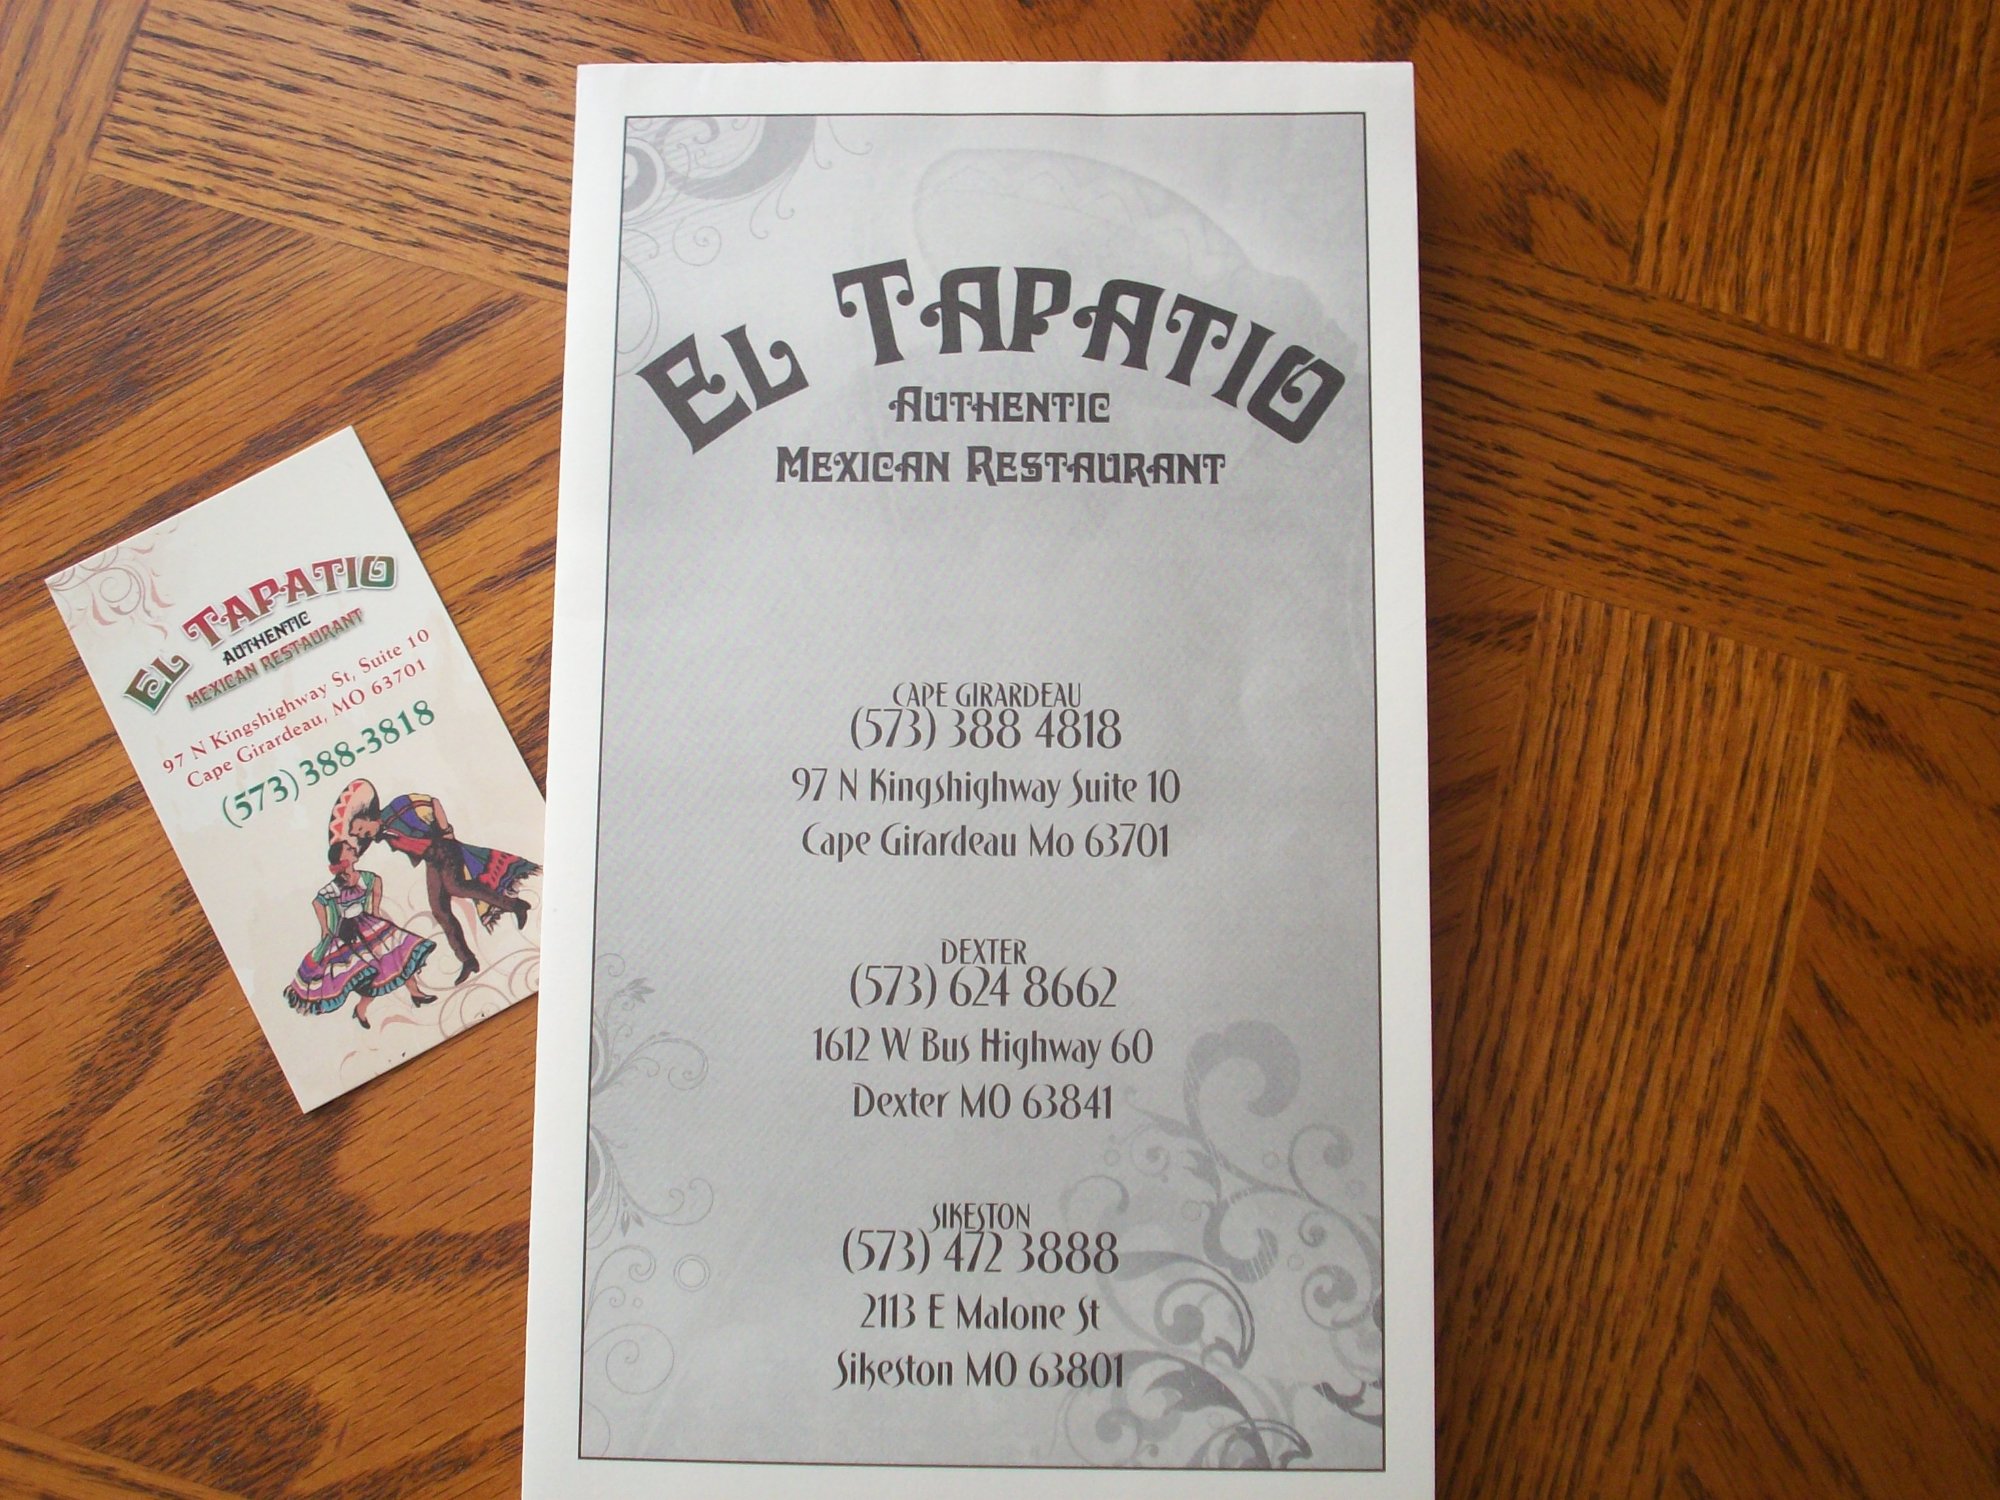 EL TAPATIO
AUTHENTIC
MEXICAN RESTAURANT
97 N Kingshighway St, Suite 10
Cape Girardeau, MO 63701
(573) 388-3818
EL TAPATIO
AUTHENTIC
MEXICAN RESTAURANT
CAPE GIRARDEAU
(573) 388 4818
97 N Kingshighway Suite 10
Cape Girardeau Mo 63701
DEXTER
(573) 624 8662
1612 W Bus Highway 60
Dexter MO 63841
SIKESTON
(573) 472 3888
2113 E Malone St
Sikeston MO 63801